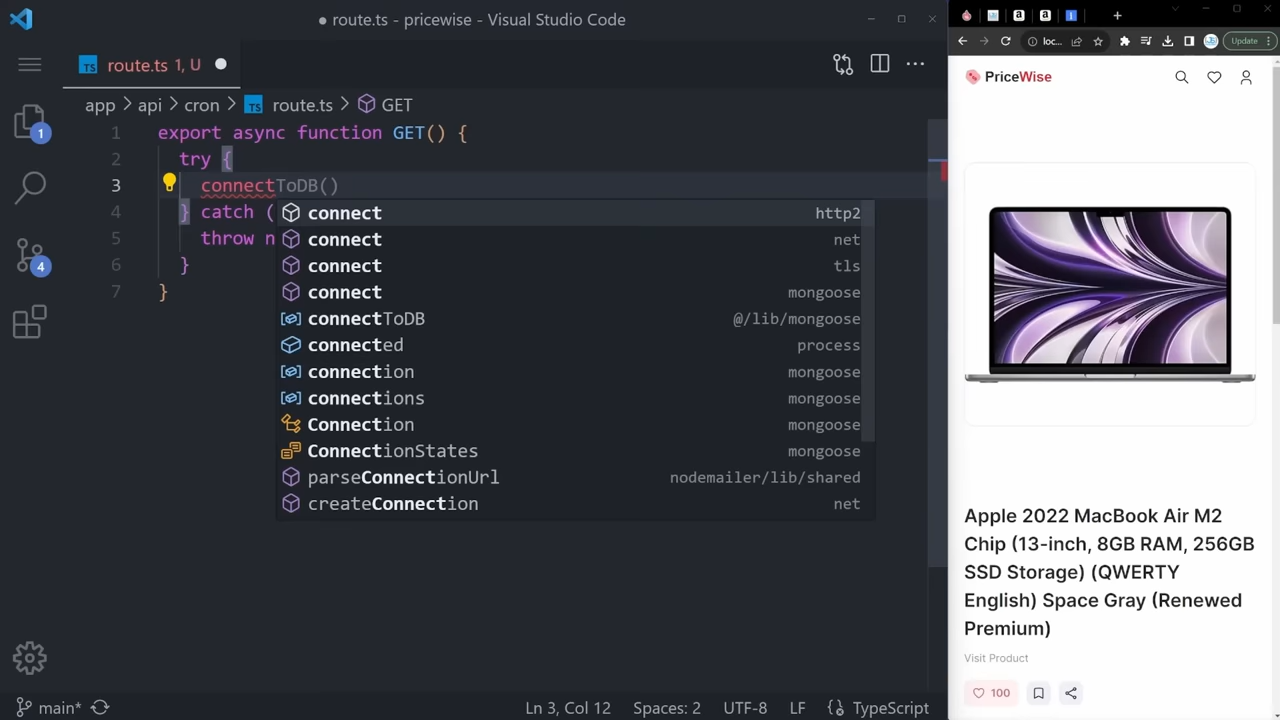 route.ts - pricewise - Visual Studio Code
route.ts 1, U
app > api > cron > TS route.ts > GET
1 export async function GET() {
2 try {
3 connectToDB()
4 } catch (
5 throw n
6 }
7 }
connect http2
connect net
connect tls
connect mongoose
connectToDB @/lib/mongoose
connected process
connection mongoose
connections mongoose
Connection mongoose
ConnectionStates mongoose
parseConnectionUrl nodemailer/lib/shared
createConnection net
1
4
main* Ln 3, Col 12 Spaces: 2 UTF-8 LF {} TypeScript
loc... Update
PriceWise
Apple 2022 MacBook Air M2
Chip (13-inch, 8GB RAM, 256GB
SSD Storage) (QWERTY
English) Space Gray (Renewed
Premium)
Visit Product
100